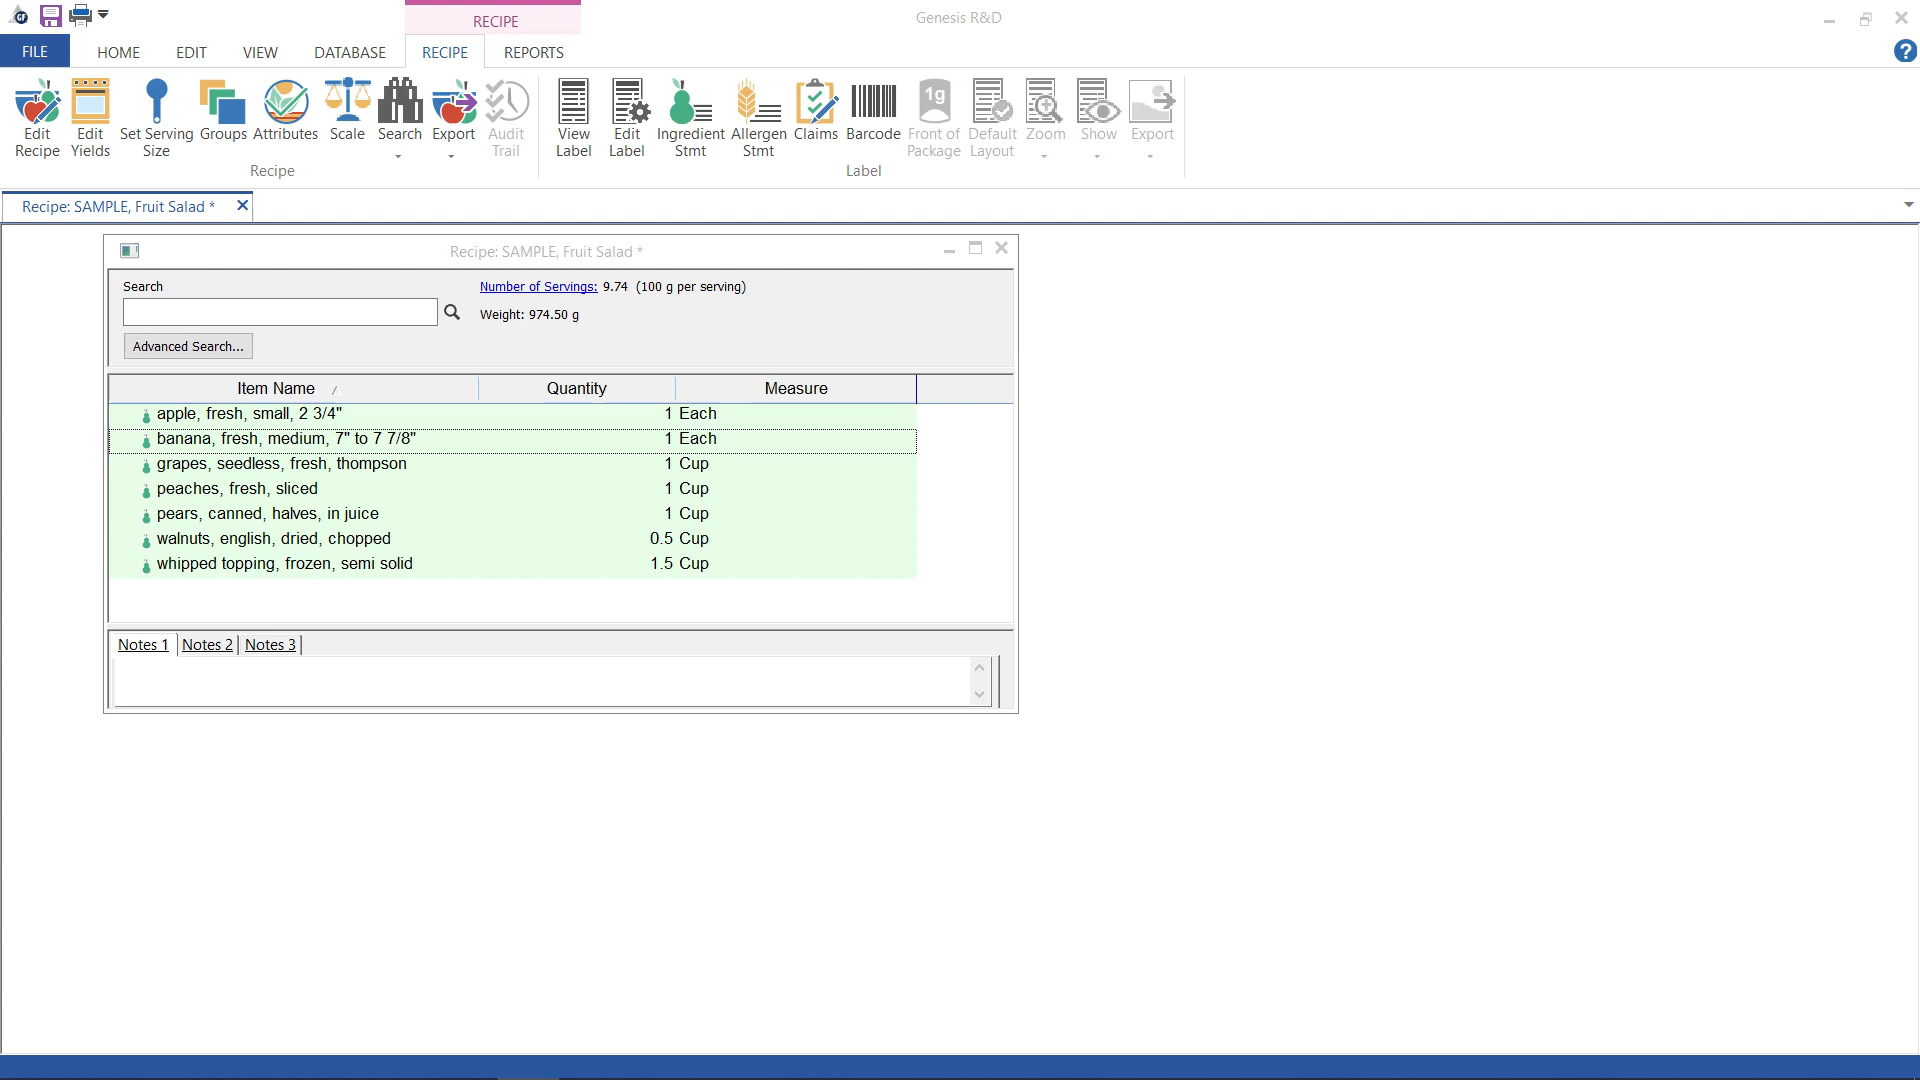 RECIPE
Genesis R&D
FILE HOME EDIT VIEW DATABASE RECIPE REPORTS
Edit Recipe
Edit Yields
Set Serving Size
Groups
Attributes
Scale
Search
Export
Audit Trail
View Label
Edit Label
Ingredient Stmt
Allergen Stmt
Claims
Barcode
1g
Front of Package
Default Layout
Zoom
Show
Export
Recipe
Label
Recipe: SAMPLE, Fruit Salad *
Recipe: SAMPLE, Fruit Salad *
Search
Number of Servings: 9.74 (100 g per serving)
Weight: 974.50 g
Advanced Search...
Item Name Quantity Measure
apple, fresh, small, 2 3/4" 1 Each
banana, fresh, medium, 7" to 7 7/8" 1 Each
grapes, seedless, fresh, thompson 1 Cup
peaches, fresh, sliced 1 Cup
pears, canned, halves, in juice 1 Cup
walnuts, english, dried, chopped 0.5 Cup
whipped topping, frozen, semi solid 1.5 Cup
Notes 1 Notes 2 Notes 3